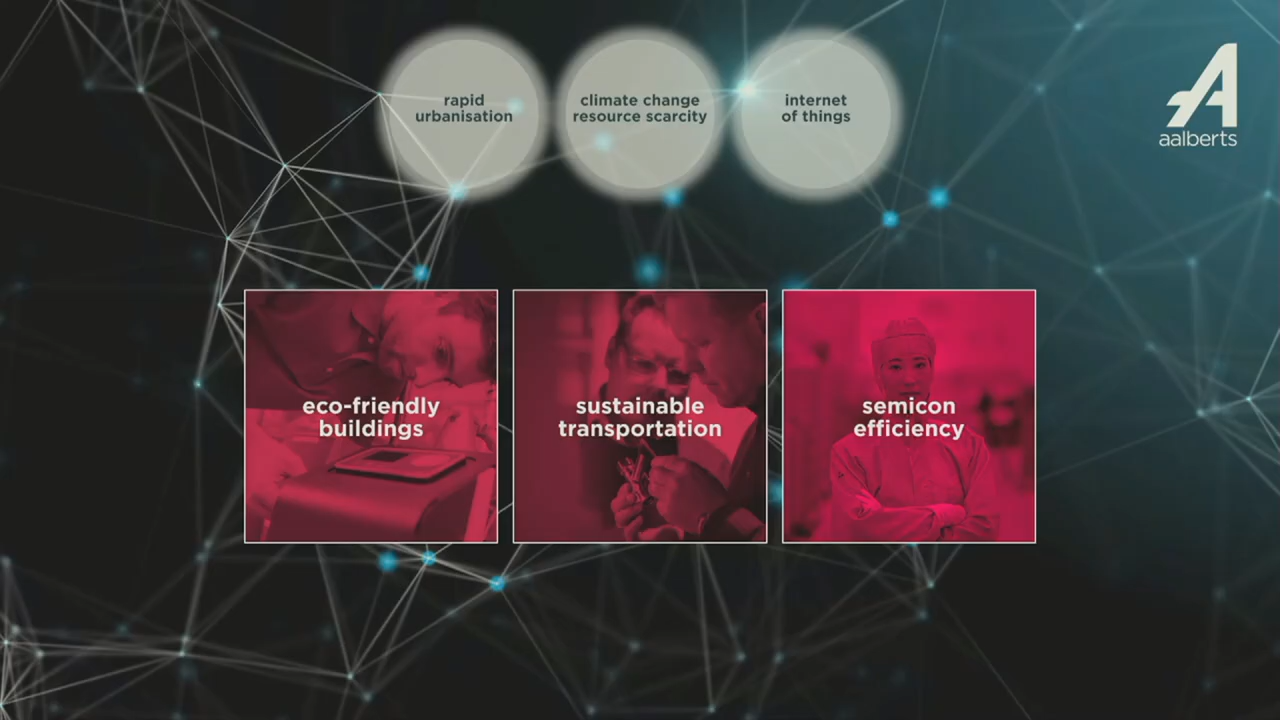 rapid
urbanisation
climate change
resource scarcity
internet
of things
aalberts
eco-friendly
buildings
sustainable
transportation
semicon
efficiency